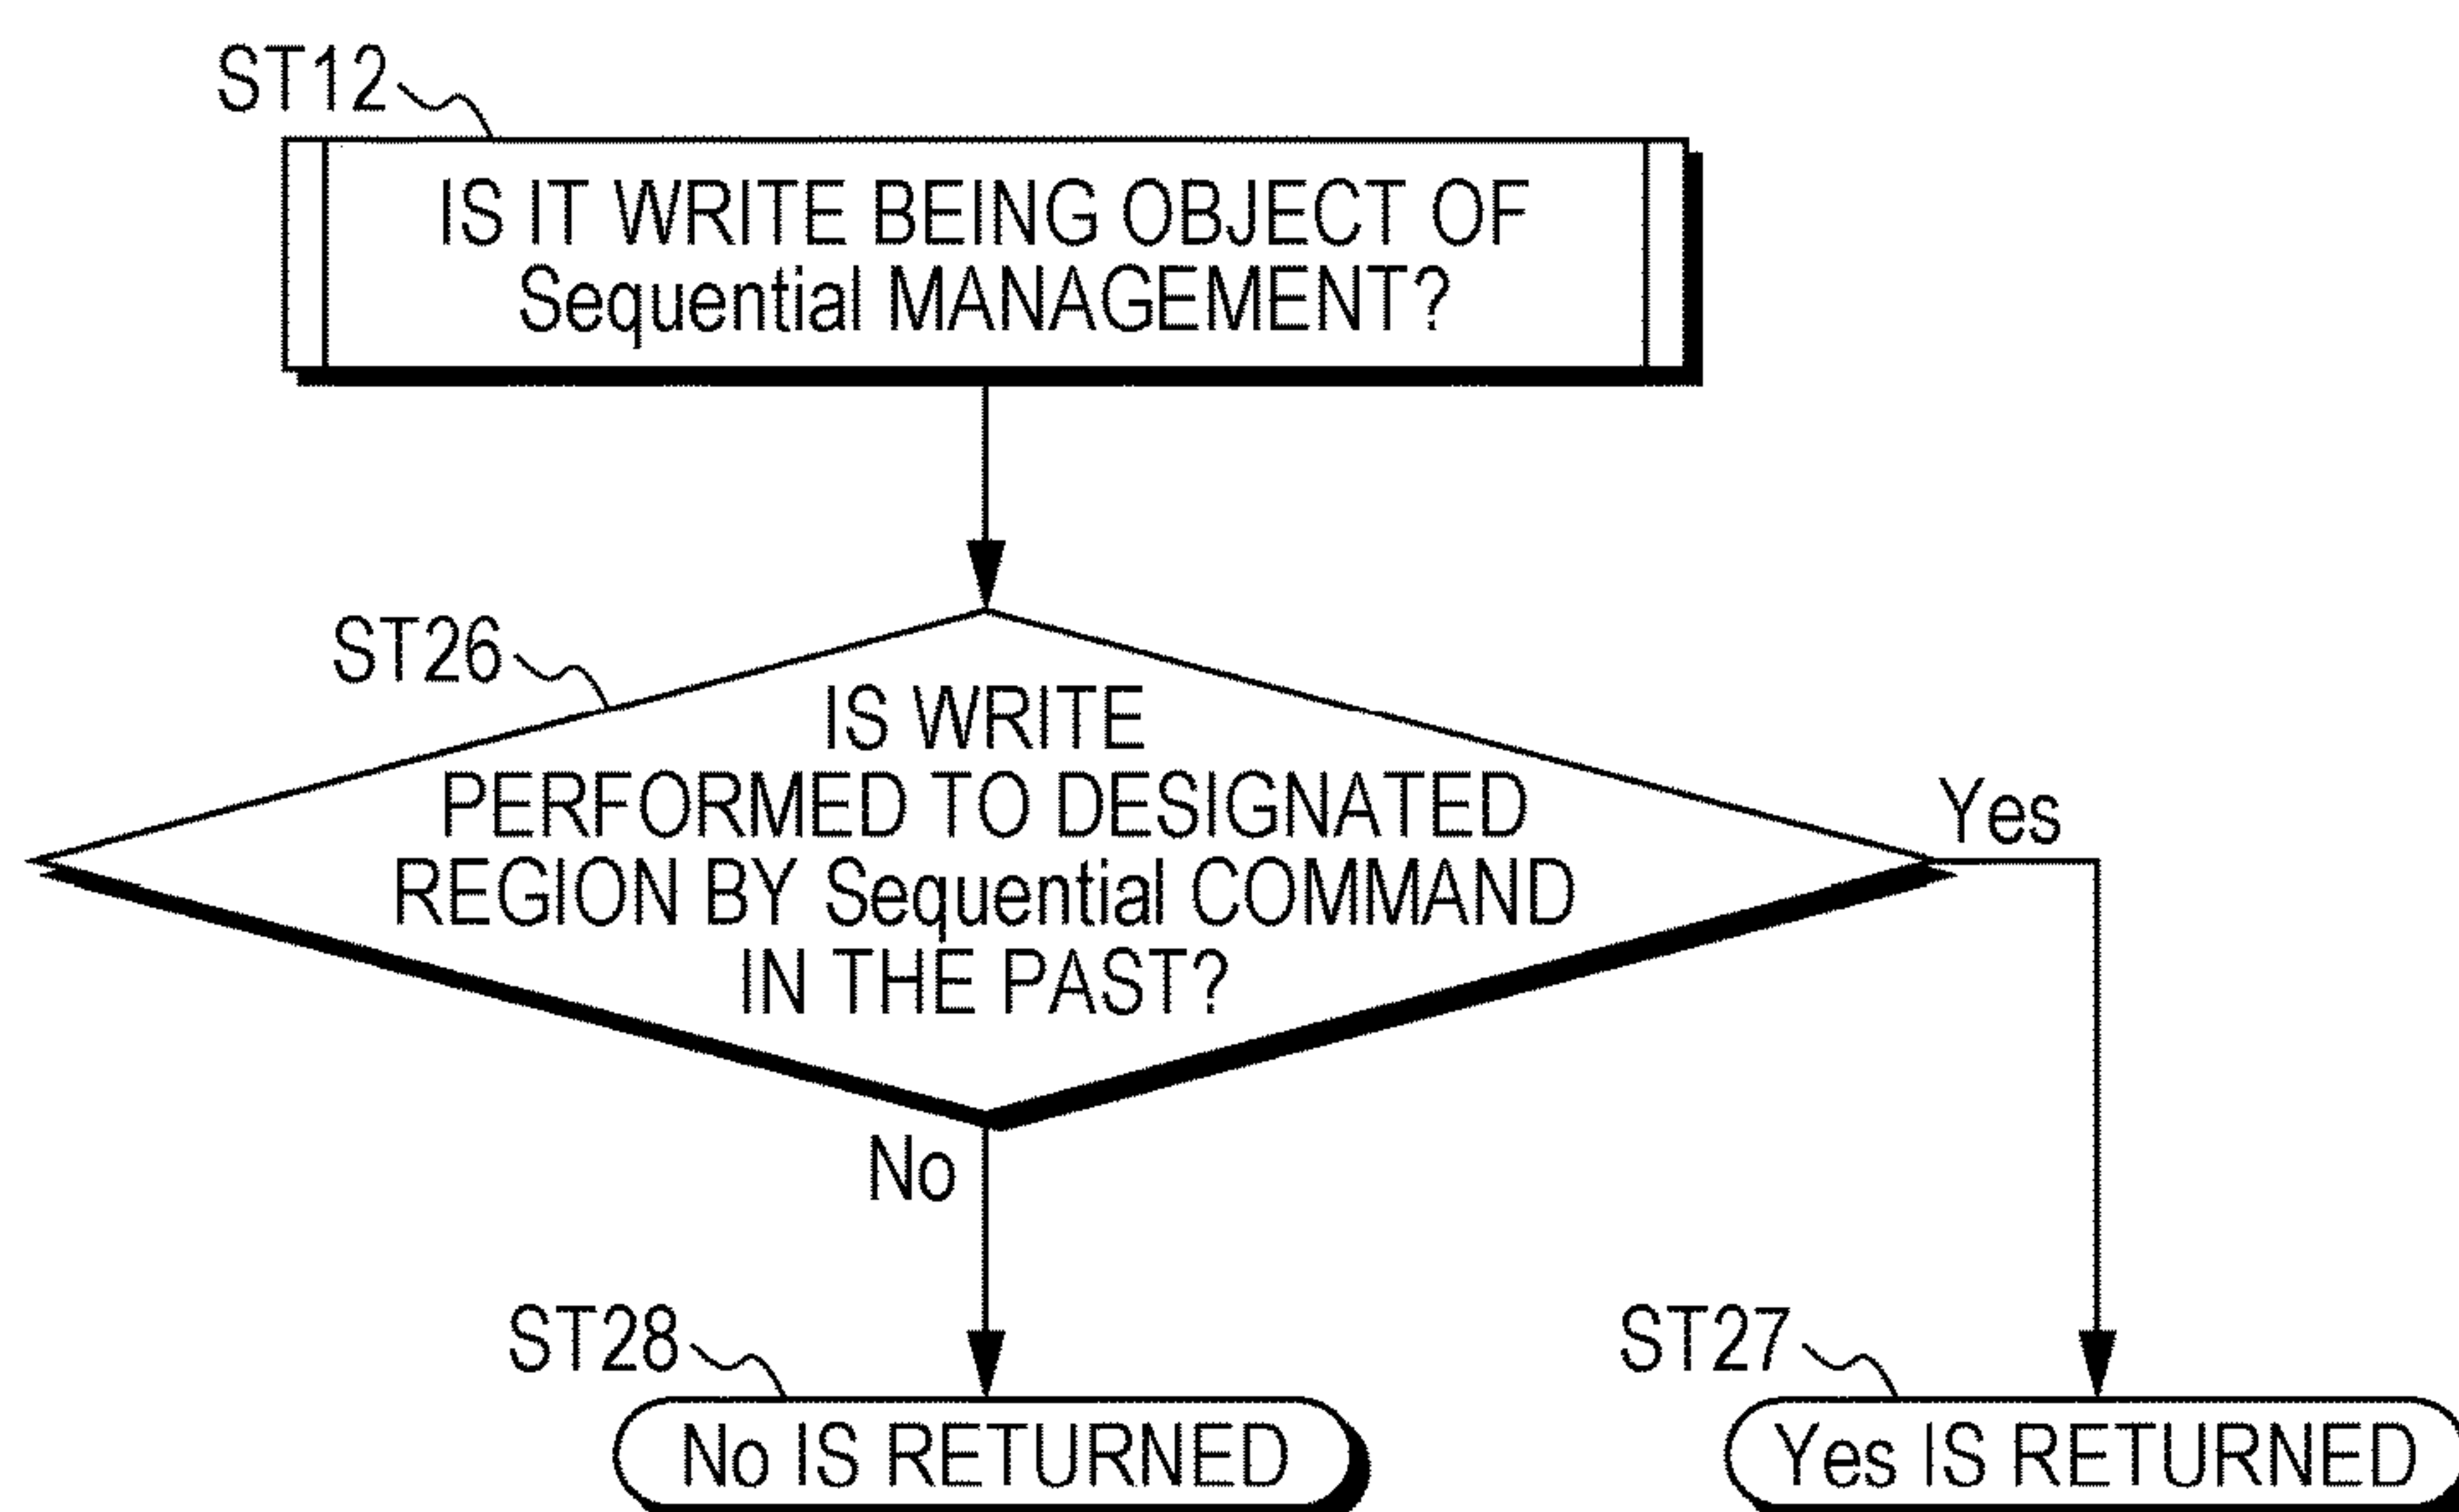 ST12
IS IT WRITE BEING OBJECT OF
Sequential MANAGEMENT?
ST26
IS WRITE
PERFORMED TO DESIGNATED
REGION BY Sequential COMMAND
IN THE PAST?
Yes
No
ST28
No IS RETURNED
ST27
Yes IS RETURNED